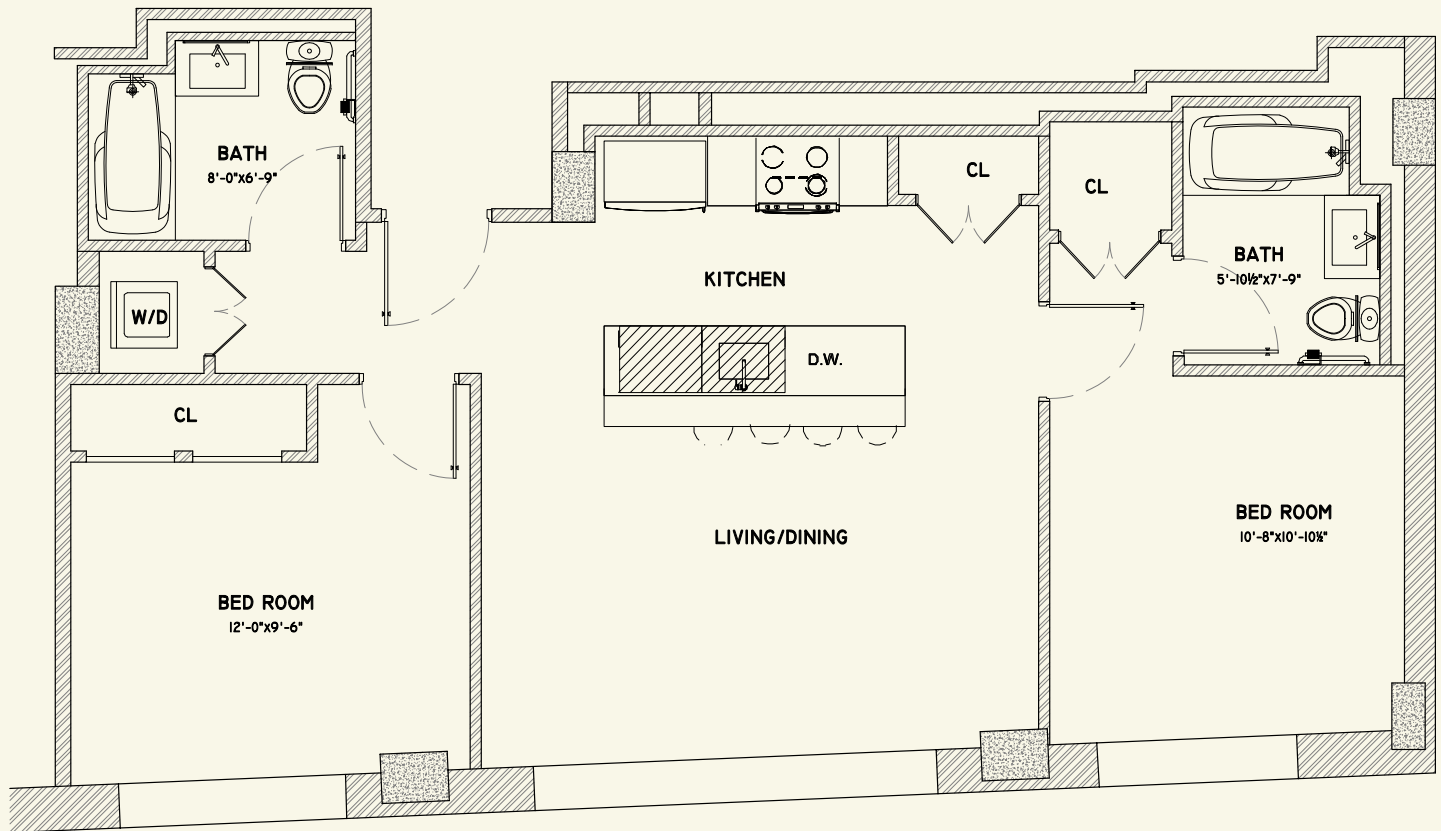 BATH
8'-0"x6'-9"
CL
CL
BATH
5'-10½"x7'-9"
KITCHEN
W/D
D.W.
CL
BED ROOM
10'-8"x10'-10½"
LIVING/DINING
BED ROOM
12'-0"x9'-6"